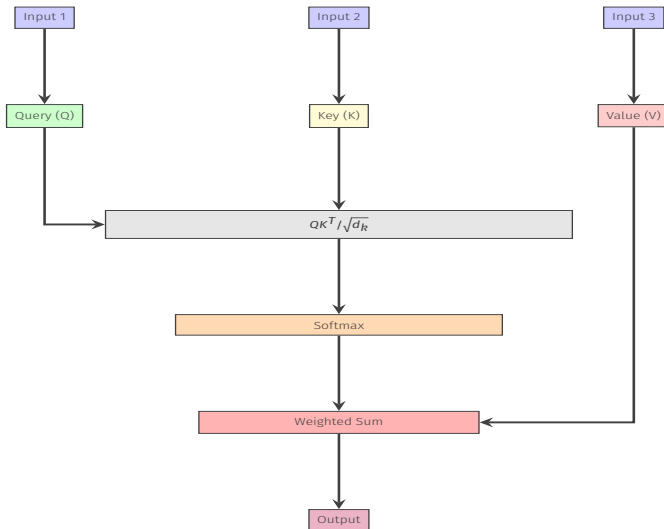 Input 1
Input 2
Input 3
Query (Q)
Key (K)
Value (V)
QK^T/√d_k
Softmax
Weighted Sum
Output